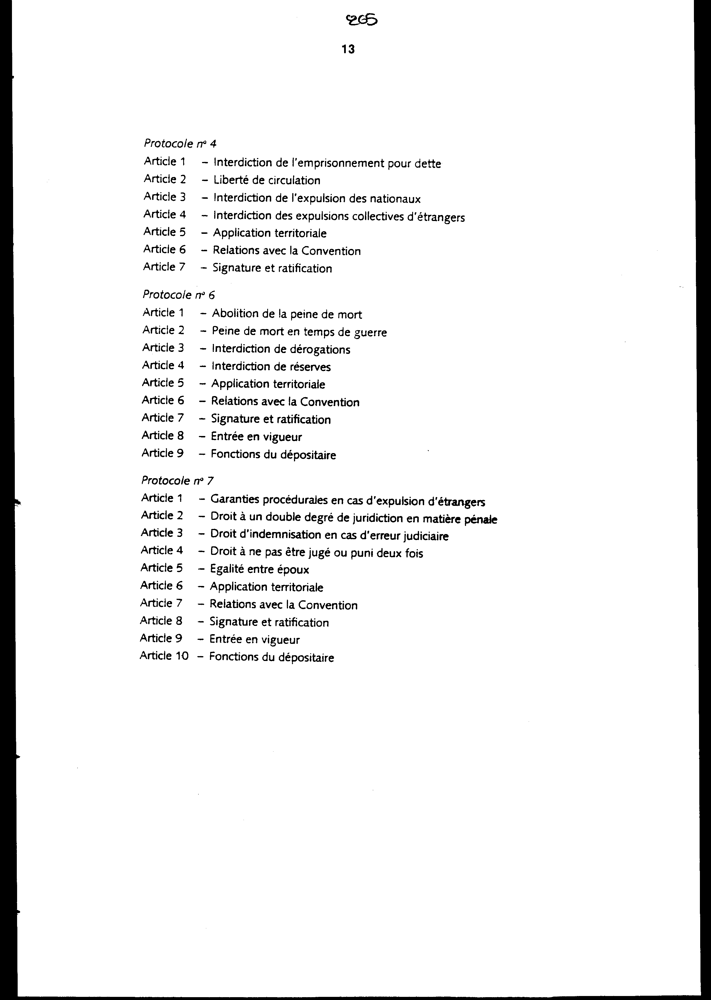 265
13
Protocole nº 4
Article 1 – Interdiction de l'emprisonnement pour dette
Article 2 – Liberté de circulation
Article 3 – Interdiction de l'expulsion des nationaux
Article 4 – Interdiction des expulsions collectives d'étrangers
Article 5 – Application territoriale
Article 6 – Relations avec la Convention
Article 7 – Signature et ratification
Protocole nº 6
Article 1 – Abolition de la peine de mort
Article 2 – Peine de mort en temps de guerre
Article 3 – Interdiction de dérogations
Article 4 – Interdiction de réserves
Article 5 – Application territoriale
Article 6 – Relations avec la Convention
Article 7 – Signature et ratification
Article 8 – Entrée en vigueur
Article 9 – Fonctions du dépositaire
Protocole nº 7
Article 1 – Garanties procédurales en cas d'expulsion d'étrangers
Article 2 – Droit à un double degré de juridiction en matière pénale
Article 3 – Droit d'indemnisation en cas d'erreur judiciaire
Article 4 – Droit à ne pas être jugé ou puni deux fois
Article 5 – Egalité entre époux
Article 6 – Application territoriale
Article 7 – Relations avec la Convention
Article 8 – Signature et ratification
Article 9 – Entrée en vigueur
Article 10 – Fonctions du dépositaire